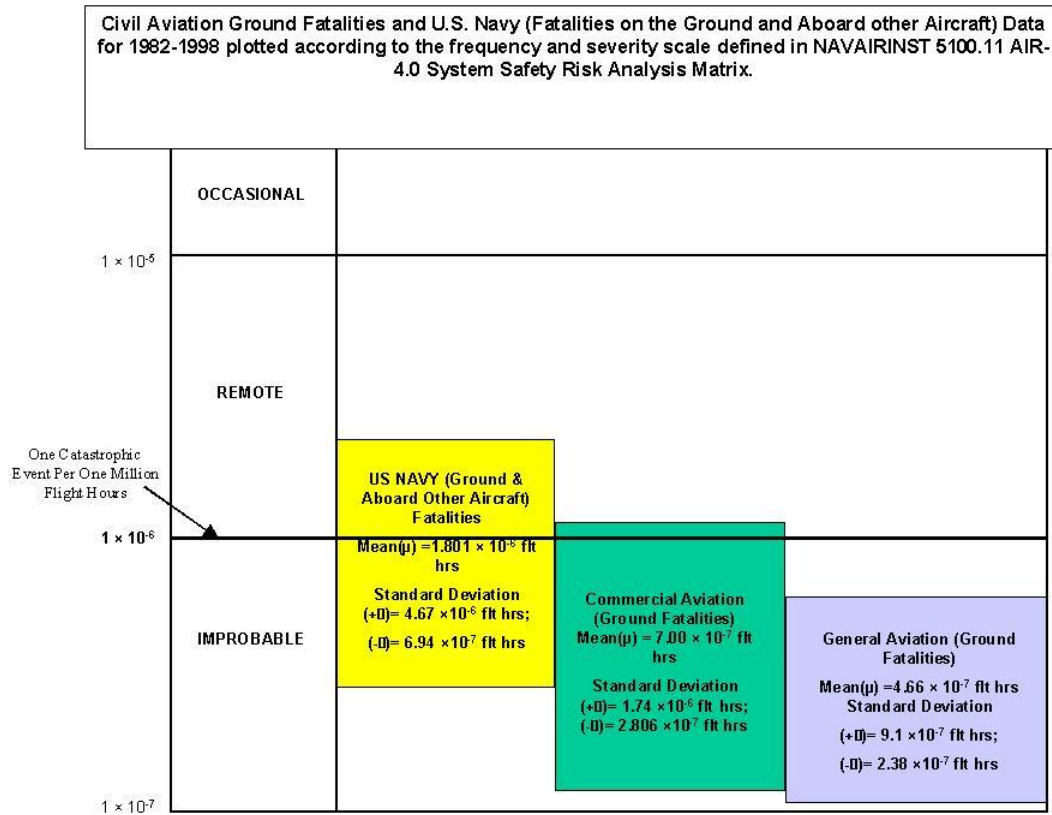 Civil Aviation Ground Fatalities and U.S. Navy (Fatalities on the Ground and Aboard other Aircraft) Data
for 1982-1998 plotted according to the frequency and severity scale defined in NAVAIRINST 5100.11 AIR-
4.0 System Safety Risk Analysis Matrix.
OCCASIONAL
1 × 10⁻⁵
REMOTE
One Catastrophic
Event Per One Million
Flight Hours
1 × 10⁻⁶
IMPROBABLE
1 × 10⁻⁷
US NAVY (Ground &
Aboard Other Aircraft)
Fatalities
Mean(µ) =1.801 × 10⁻⁶ flt
hrs
Standard Deviation
(+▯)= 4.67 ×10⁻⁶ flt hrs;
(-▯)= 6.94 ×10⁻⁷ flt hrs
Commercial Aviation
(Ground Fatalities)
Mean(µ) = 7.00 × 10⁻⁷ flt
hrs
Standard Deviation
(+▯)= 1.74 ×10⁻⁶ flt hrs;
(-▯)= 2.806 ×10⁻⁷ flt hrs
General Aviation (Ground
Fatalities)
Mean(µ) =4.66 × 10⁻⁷ flt hrs
Standard Deviation
(+▯)= 9.1 ×10⁻⁷ flt hrs;
(-▯)= 2.38 ×10⁻⁷ flt hrs